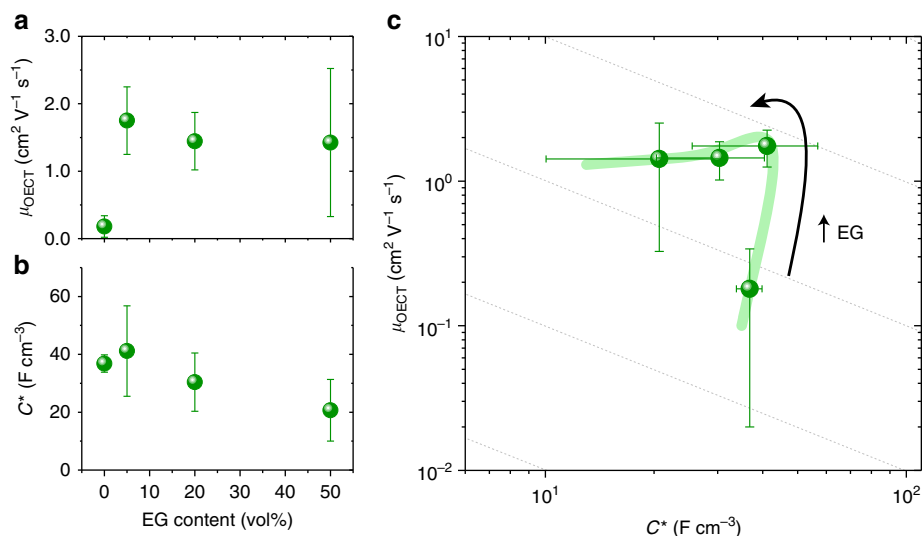 a
3.0
2.0
1.0
0.0
μOECT (cm² V⁻¹ s⁻¹)
b
60
40
20
0
C* (F cm⁻³)
0 10 20 30 40 50
EG content (vol%)
c
10¹
10⁰
10⁻¹
10⁻²
μOECT (cm² V⁻¹ s⁻¹)
↑ EG
10¹ 10²
C* (F cm⁻³)